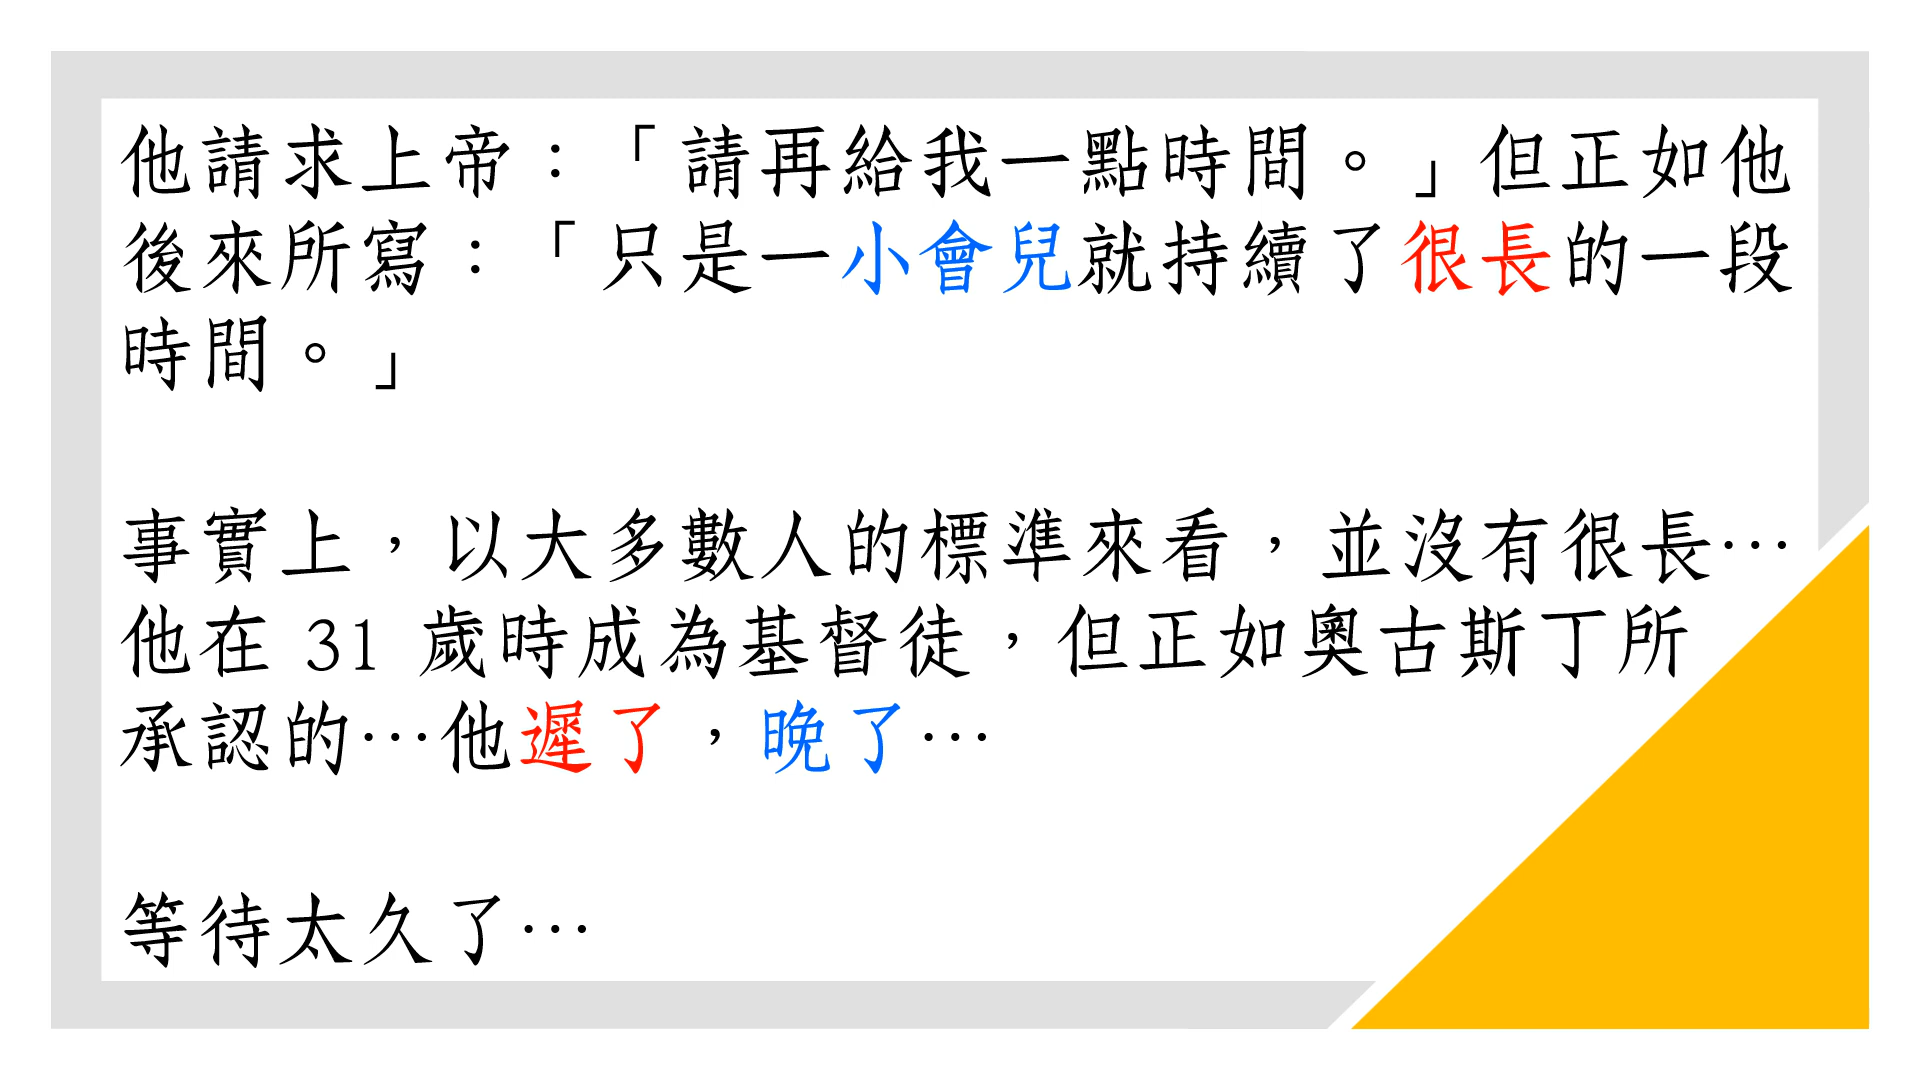 他請求上帝：「請再給我一點時間。」但正如他
後來所寫：「只是一小會兒就持續了很長的一段
時間。」
事實上，以大多數人的標準來看，並沒有很長…
他在 31 歲時成為基督徒，但正如奧古斯丁所
承認的…他遲了，晚了…
等待太久了…